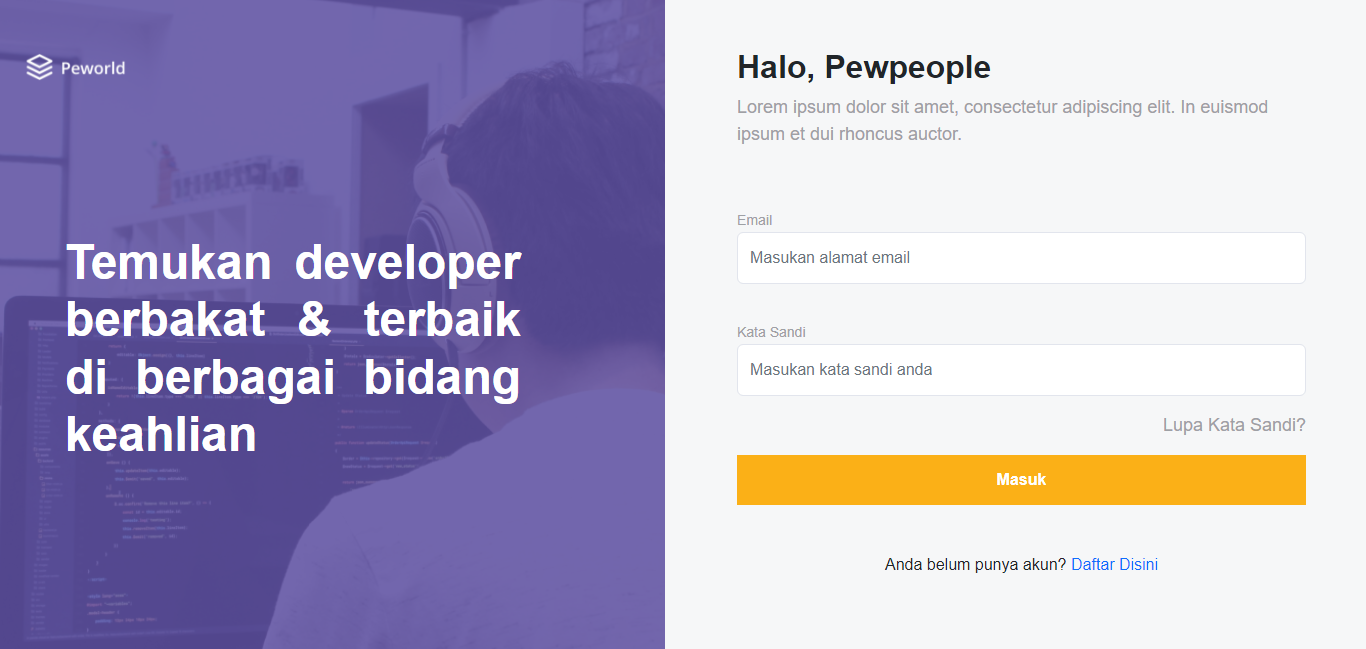 Peworld
Temukan developer
berbakat & terbaik
di berbagai bidang
keahlian
Halo, Pewpeople
Lorem ipsum dolor sit amet, consectetur adipiscing elit. In euismod
ipsum et dui rhoncus auctor.
Email
Masukan alamat email
Kata Sandi
Masukan kata sandi anda
Lupa Kata Sandi?
Masuk
Anda belum punya akun? Daftar Disini